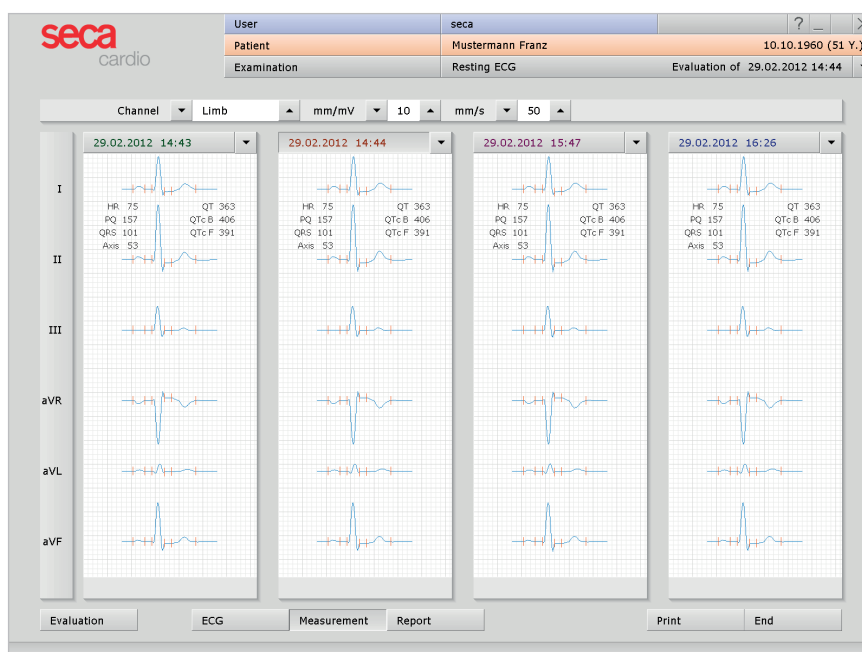 seca
cardio
User seca ? _
Patient Mustermann Franz 10.10.1960 (51 Y.)
Examination Resting ECG Evaluation of 29.02.2012 14:44
Channel Limb mm/mV 10 mm/s 50
29.02.2012 14:43 29.02.2012 14:44 29.02.2012 15:47 29.02.2012 16:26
I
HR 75 QT 363 HR 75 QT 363 HR 75 QT 363 HR 75 QT 363
PQ 157 QTc B 406 PQ 157 QTc B 406 PQ 157 QTc B 406 PQ 157 QTc B 406
QRS 101 QTc F 391 QRS 101 QTc F 391 QRS 101 QTc F 391 QRS 101 QTc F 391
Axis 53 Axis 53 Axis 53 Axis 53
II
III
aVR
aVL
aVF
Evaluation ECG Measurement Report Print End